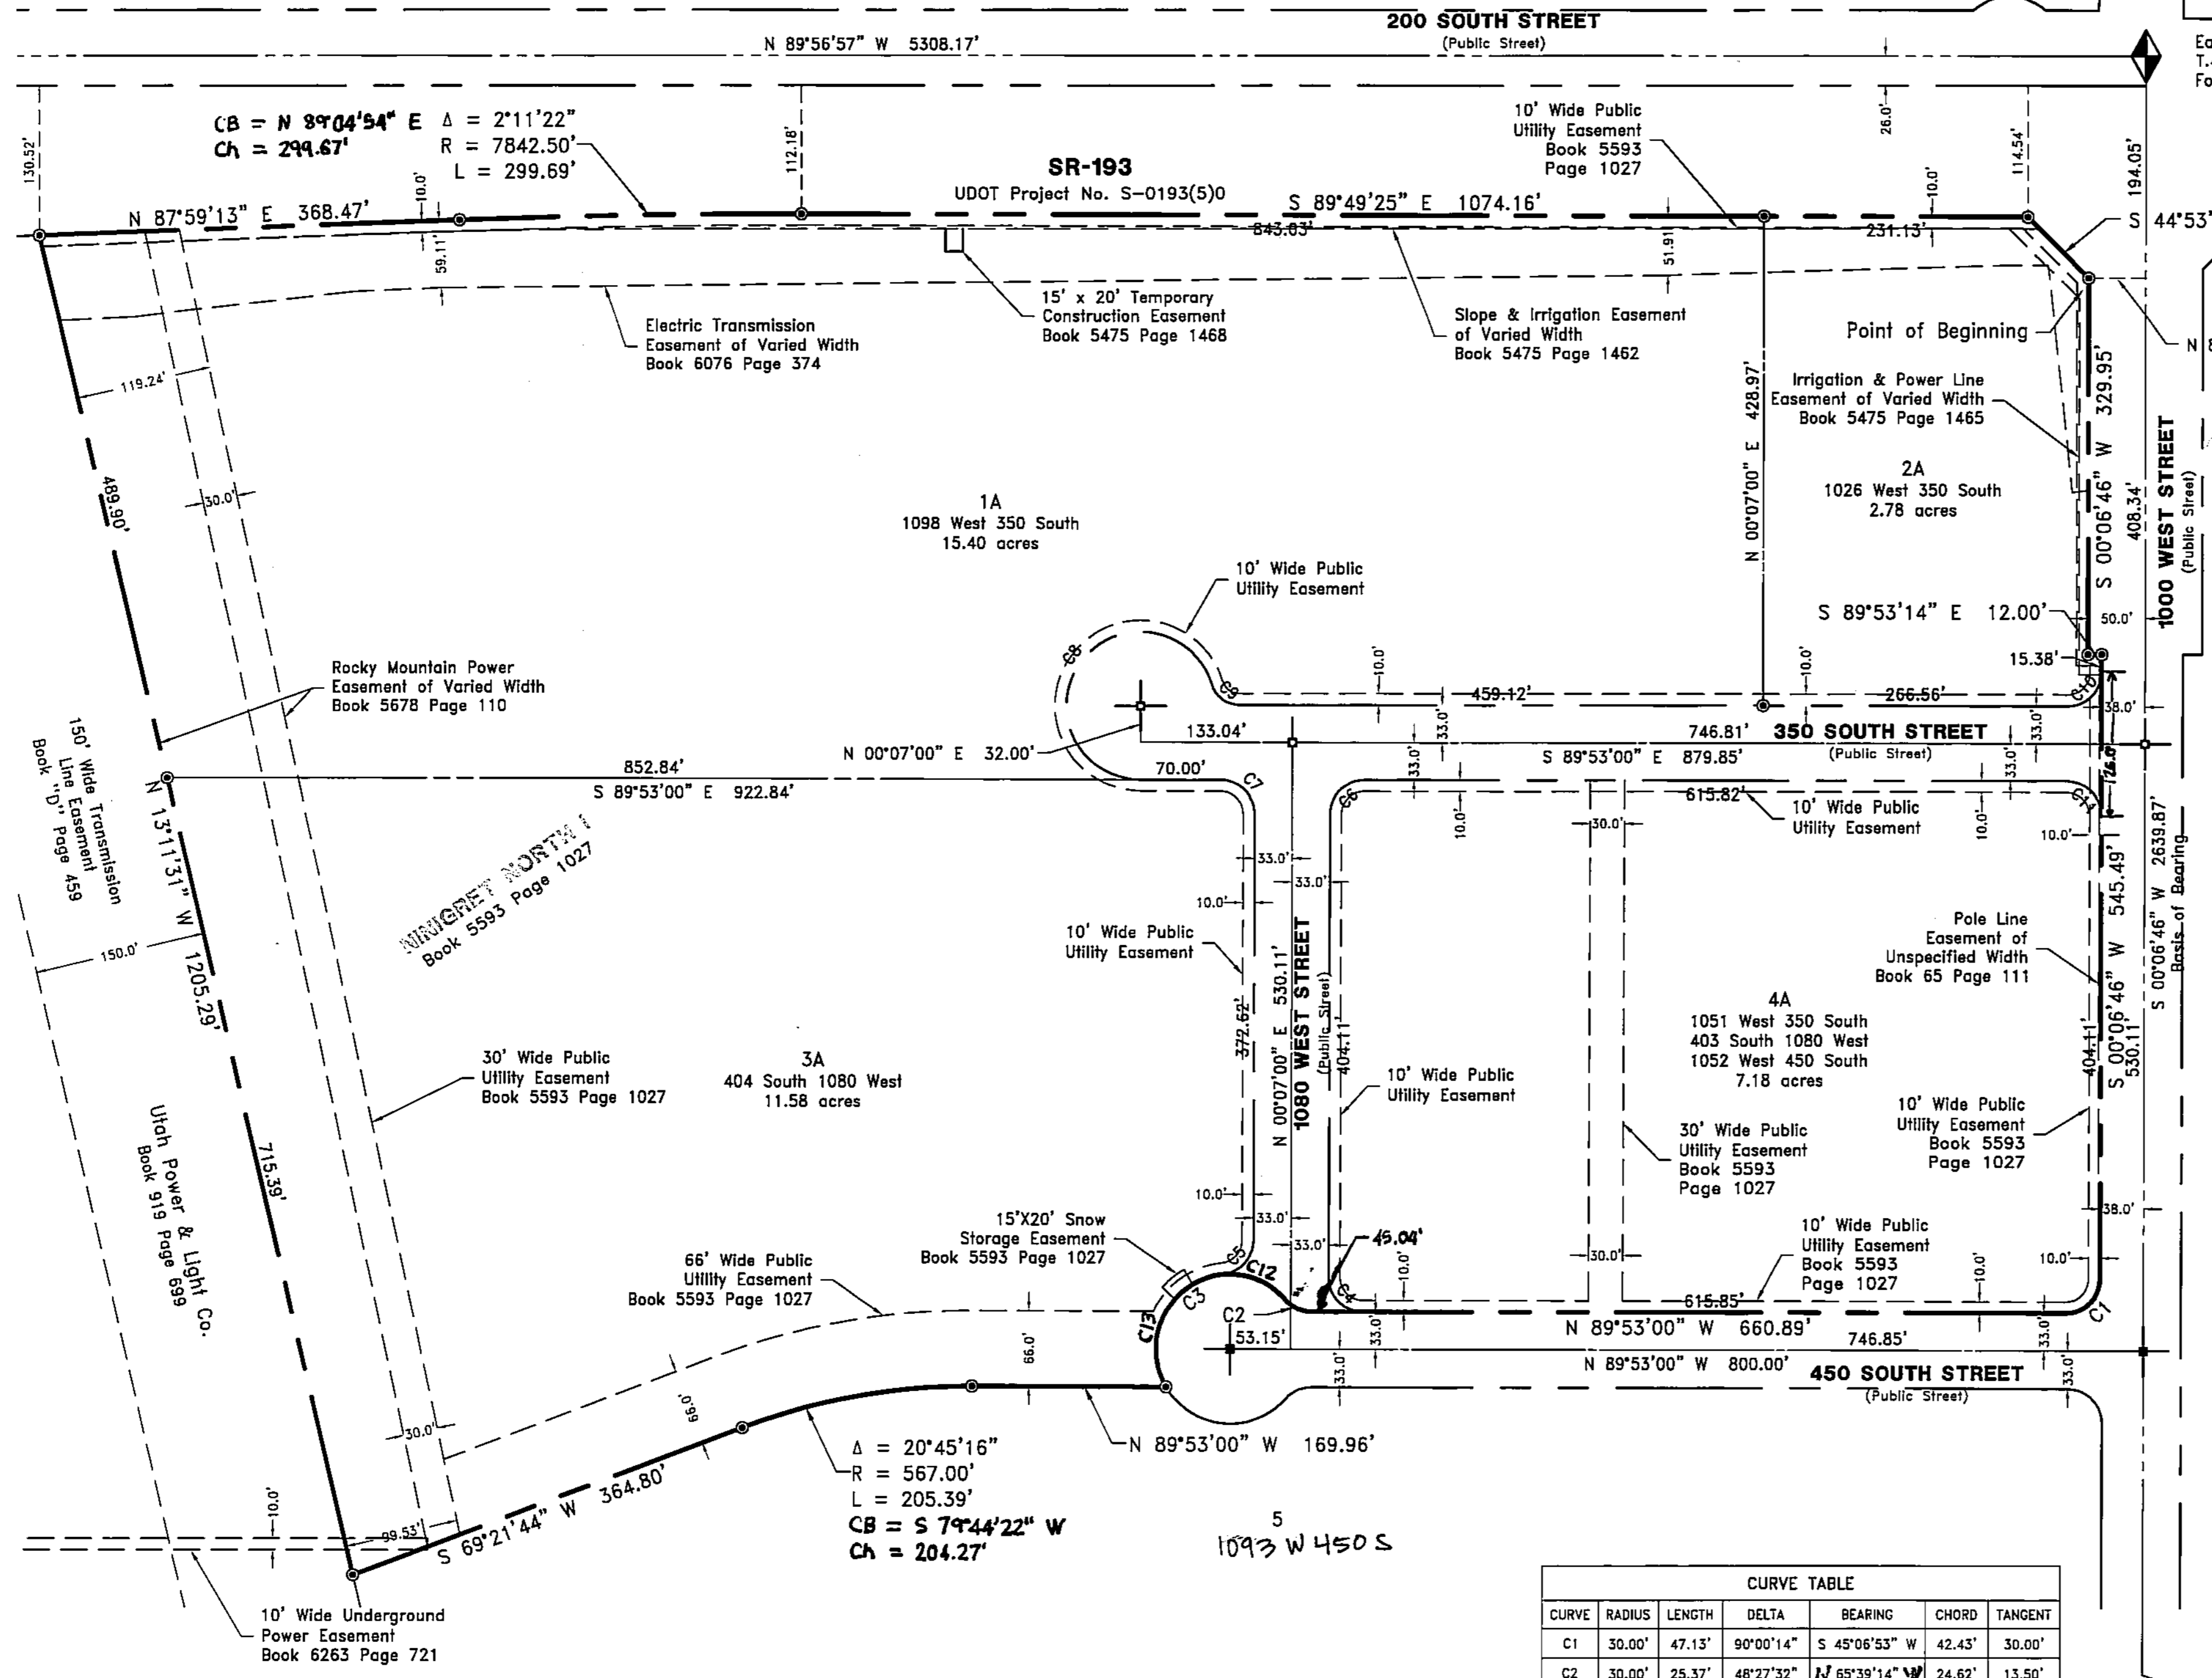 200 SOUTH STREET
(Public Street)
N 89°56'57" W 5308.17'
Ea
T.
Fo
130.52'
CB = N 89°04'54" E
Ch = 299.67'
Δ = 2°11'22"
R = 7842.50'
L = 299.69'
112.18'
SR-193
UDOT Project No. S-0193(5)0
10' Wide Public
Utility Easement
Book 5593
Page 1027
26.0'
114.54'
194.05'
N 87°59'13" E 368.47'
10.0'
59.11'
S 89°49'25" E 1074.16'
843.03'
51.91'
231.13'
10.0'
S 44°53'
15' x 20' Temporary
Construction Easement
Book 5475 Page 1468
Electric Transmission
Easement of Varied Width
Book 6076 Page 374
Slope & Irrigation Easement
of Varied Width
Book 5475 Page 1462
Point of Beginning
N 8
119.24'
Irrigation & Power Line
Easement of Varied Width
Book 5475 Page 1465
N 00°07'00" E 428.97'
S 00°06'46" W 329.95'
408.34'
1000 WEST STREET
(Public Street)
489.90'
30.0'
1A
1098 West 350 South
15.40 acres
2A
1026 West 350 South
2.78 acres
10' Wide Public
Utility Easement
S 89°53'14" E 12.00'
50.0'
15.38'
C8
C9
C10
Rocky Mountain Power
Easement of Varied Width
Book 5678 Page 110
10.0'
459.12'
33.0'
10.0'
266.56'
33.0'
38.0'
133.04'
746.81'
350 SOUTH STREET
(Public Street)
N 00°07'00" E 32.00'
S 89°53'00" E 879.85'
126.0'
150' Wide Transmission
Line Easement
Book "D" Page 459
852.84'
S 89°53'00" E 922.84'
70.00'
C7
C6
33.0'
10.0'
615.82'
30.0'
10' Wide Public
Utility Easement
33.0'
10.0'
C14
10.0'
N 13°11'31" W 1205.29'
NINIGRET NORTH I
Book 5593 Page 1027
33.0'
33.0'
10.0'
10' Wide Public
Utility Easement
372.62'
N 00°07'00" E 530.11'
1080 WEST STREET
(Public Street)
404.11'
Pole Line
Easement of
Unspecified Width
Book 65 Page 111
S 00°06'46" W 545.49'
404.11'
530.11'
S 00°06'46" W 2639.87'
Basis of Bearing
150.0'
4A
1051 West 350 South
403 South 1080 West
1052 West 450 South
7.18 acres
30' Wide Public
Utility Easement
Book 5593 Page 1027
3A
404 South 1080 West
11.58 acres
10' Wide Public
Utility Easement
30' Wide Public
Utility Easement
Book 5593
Page 1027
10' Wide Public
Utility Easement
Book 5593
Page 1027
Utah Power & Light Co.
Book 919 Page 699
715.39'
10.0'
33.0'
33.0'
45.04'
38.0'
15'X20' Snow
Storage Easement
Book 5593 Page 1027
66' Wide Public
Utility Easement
Book 5593 Page 1027
10' Wide Public
Utility Easement
Book 5593
Page 1027
C5
C12
C3
C13
C2
C4
10.0'
30.0'
10.0'
10.0'
615.85'
C1
53.15'
33.0'
33.0'
N 89°53'00" W 660.89'
746.85'
33.0'
N 89°53'00" W 800.00'
450 SOUTH STREET
(Public Street)
33.0'
66.0'
66.0'
N 89°53'00" W 169.96'
30.0'
Δ = 20°45'16"
R = 567.00'
L = 205.39'
CB = S 79°44'22" W
Ch = 204.27'
10.0'
99.53'
S 69°21'44" W 364.80'
5
1093 W 450 S
10' Wide Underground
Power Easement
Book 6263 Page 721
CURVE TABLE
CURVE RADIUS LENGTH DELTA BEARING CHORD TANGENT
C1 30.00' 47.13' 90°00'14" S 45°06'53" W 42.43' 30.00'
C2 30.00' 25.37' 48°27'32" N 65°39'14" W 24.62' 13.50'